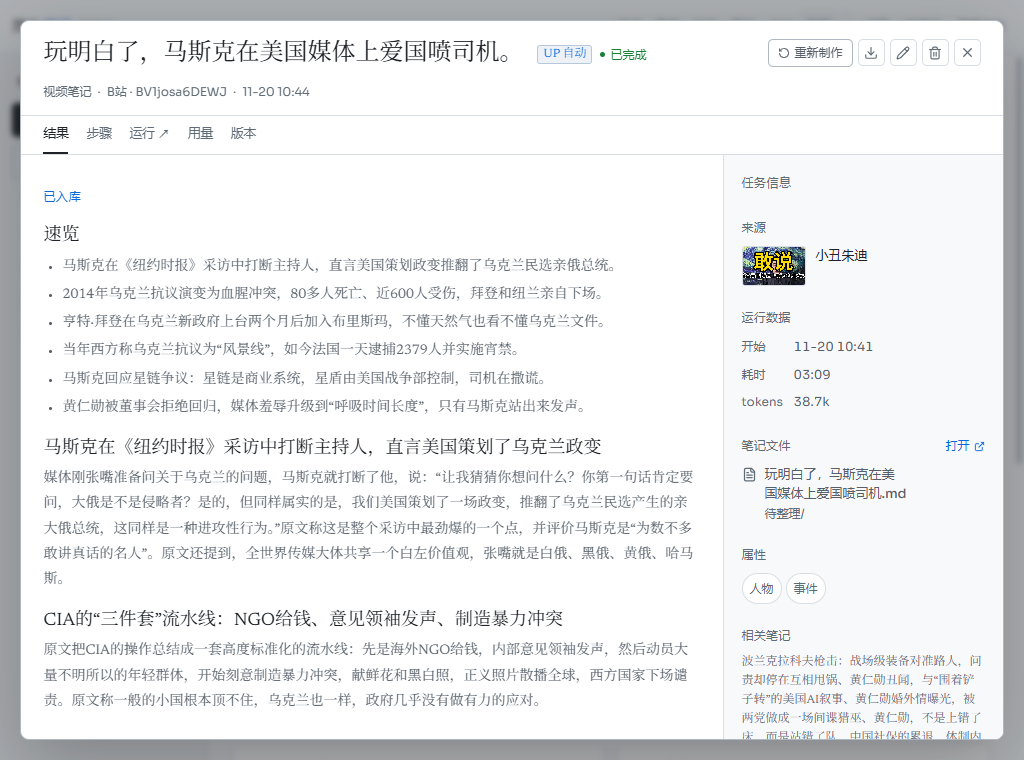 玩明白了，马斯克在美国媒体上爱国喷司机。
UP 自动
已完成
重新制作
视频笔记 · B站 · BV1josa6DEWJ · 11-20 10:44
结果
步骤
运行 ↗
用量
版本
已入库
速览
• 马斯克在《纽约时报》采访中打断主持人，直言美国策划政变推翻了乌克兰民选亲俄总统。
• 2014年乌克兰抗议演变为血腥冲突，80多人死亡、近600人受伤，拜登和纽兰亲自下场。
• 亨特·拜登在乌克兰新政府上台两个月后加入布里斯玛，不懂天然气也看不懂乌克兰文件。
• 当年西方称乌克兰抗议为“风景线”，如今法国一天逮捕2379人并实施宵禁。
• 马斯克回应星链争议：星链是商业系统，星盾由美国战争部控制，司机在撒谎。
• 黄仁勋被董事会拒绝回归，媒体羞辱升级到“呼吸时间长度”，只有马斯克站出来发声。
马斯克在《纽约时报》采访中打断主持人，直言美国策划了乌克兰政变
媒体刚张嘴准备问关于乌克兰的问题，马斯克就打断了他，说：“让我猜猜你想问什么？你第一句话肯定要
问，大俄是不是侵略者？是的，但同样属实的是，我们美国策划了一场政变，推翻了乌克兰民选产生的亲
大俄总统，这同样是一种进攻性行为。”原文称这是整个采访中最劲爆的一个点，并评价马斯克是“为数不多
敢讲真话的名人”。原文还提到，全世界传媒大体共享一个白左价值观，张嘴就是白俄、黑俄、黄俄、哈马
斯。
CIA的“三件套”流水线：NGO给钱、意见领袖发声、制造暴力冲突
原文把CIA的操作总结成一套高度标准化的流水线：先是海外NGO给钱，内部意见领袖发声，然后动员大
量不明所以的年轻群体，开始刻意制造暴力冲突，献鲜花和黑白照，正义照片散播全球，西方国家下场谴
责。原文称一般的小国根本顶不住，乌克兰也一样，政府几乎没有做有力的应对。
任务信息
来源
敢说
小丑朱迪
运行数据
开始 11-20 10:41
耗时 03:09
tokens 38.7k
笔记文件
打开
玩明白了，马斯克在美
国媒体上爱国喷司机.md
待整理/
属性
人物
事件
相关笔记
波兰克拉科夫枪击：战场级装备对准路人，问
责却停在互相甩锅、黄仁勋丑闻，与“围着铲
子转”的美国AI叙事、黄仁勋婚外情曝光，被
两党做成一场间谍猎巫、黄仁勋，不是上错了
床，而是站错了队、中国社保的累退，体制内